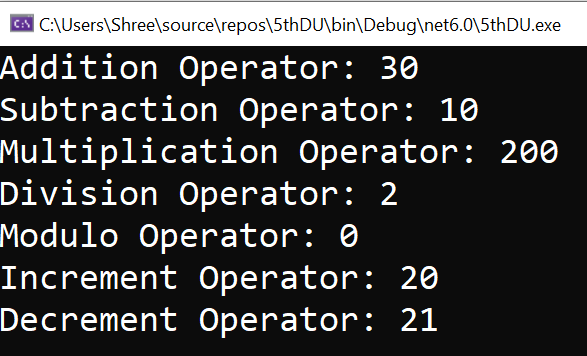 C:\Users\Shree\source\repos\5thDU\bin\Debug\net6.0\5thDU.exe
Addition Operator: 30
Subtraction Operator: 10
Multiplication Operator: 200
Division Operator: 2
Modulo Operator: 0
Increment Operator: 20
Decrement Operator: 21